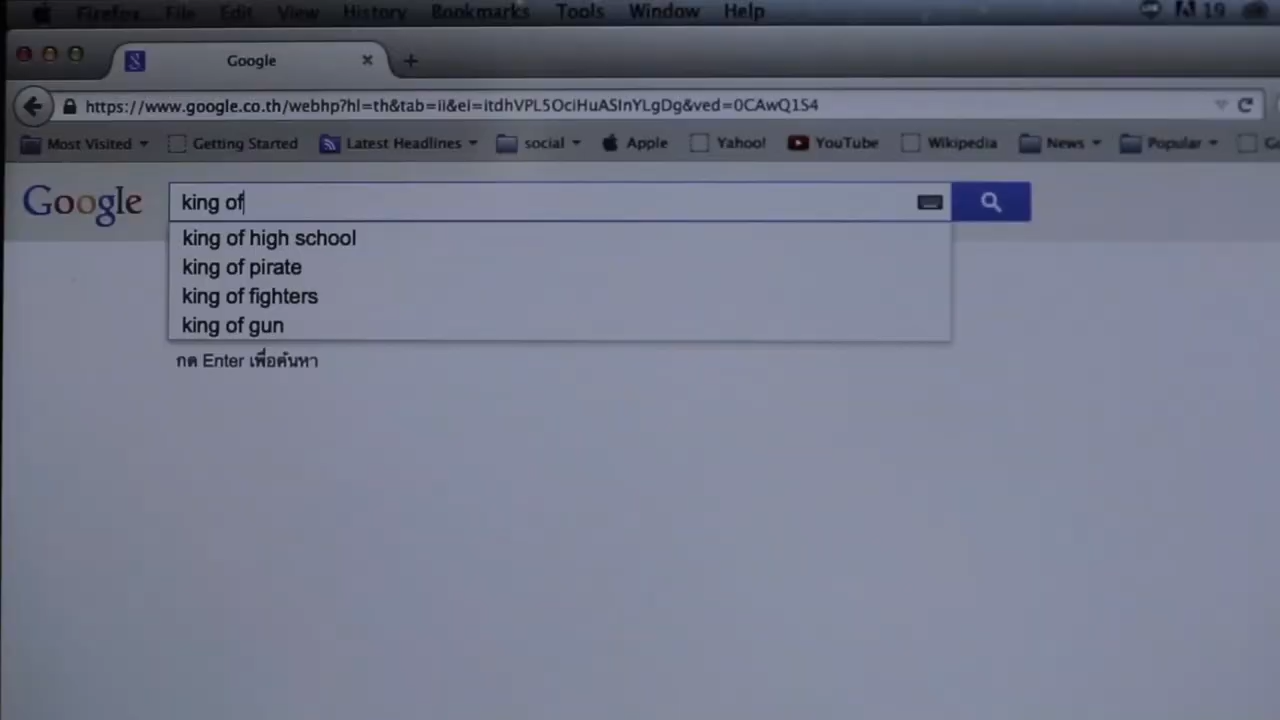 Firefox File Edit View History Bookmarks Tools Window Help 19
Google
https://www.google.co.th/webhp?hl=th&tab=ii&ei=itdhVPL5OciHuASInYLgDg&ved=0CAwQ1S4
Most Visited Getting Started Latest Headlines social Apple Yahoo! YouTube Wikipedia News Popular
Google king of
king of high school
king of pirate
king of fighters
king of gun
กด Enter เพื่อค้นหา